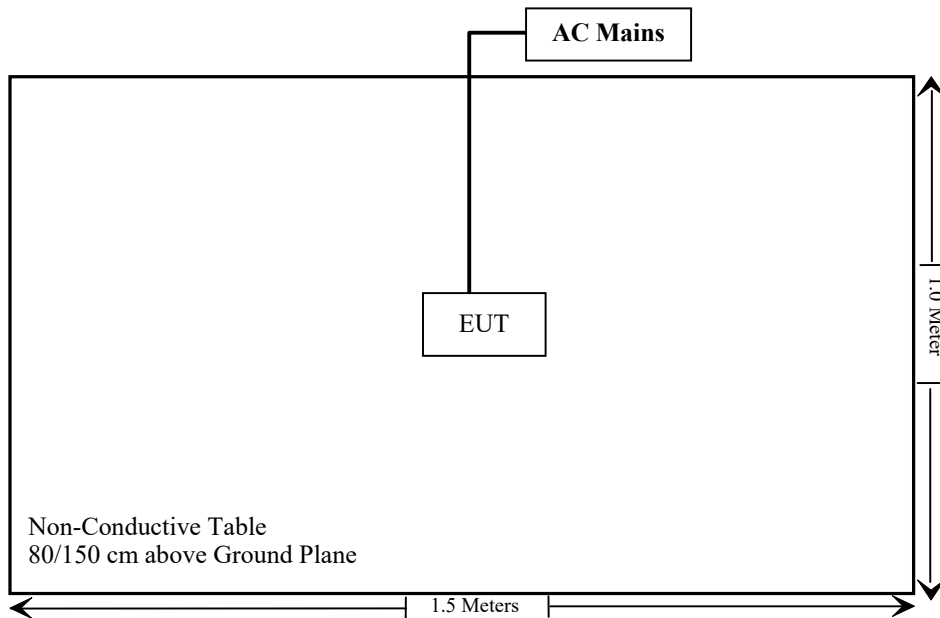 AC Mains
EUT
1.0 Meter
Non-Conductive Table
80/150 cm above Ground Plane
1.5 Meters